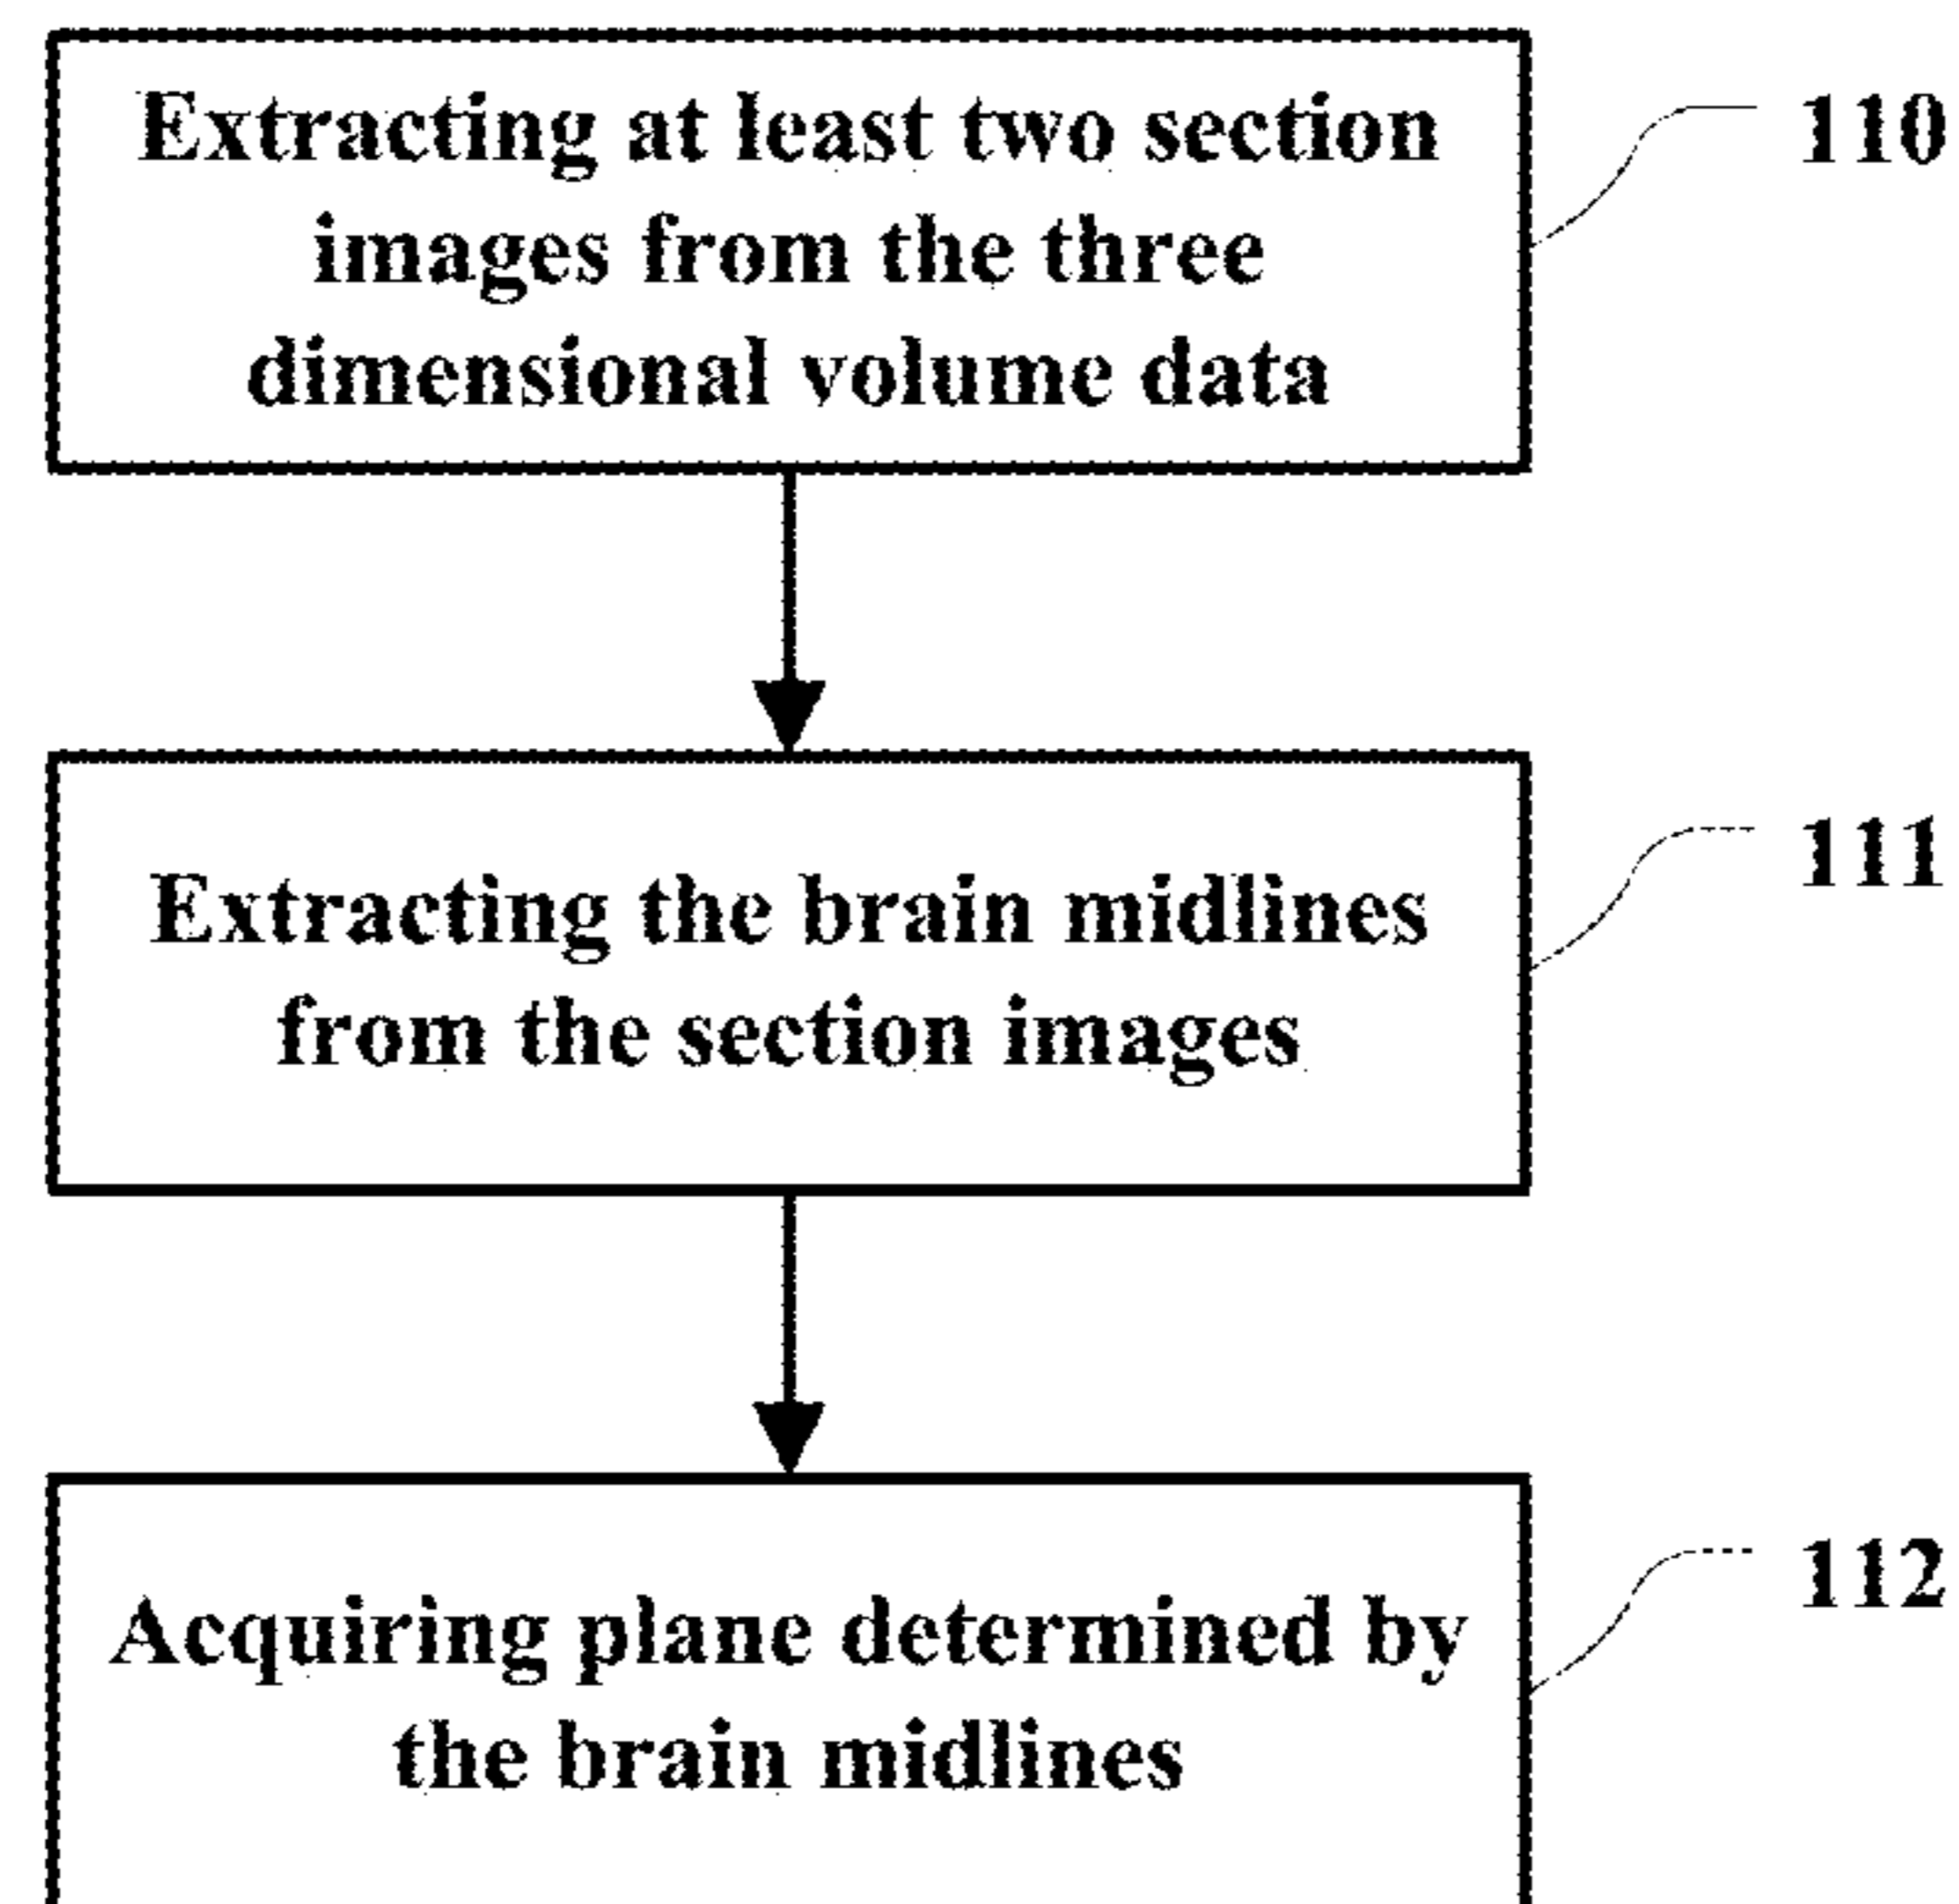 Extracting at least two section
images from the three
dimensional volume data
110
Extracting the brain midlines
from the section images
111
Acquiring plane determined by
the brain midlines
112